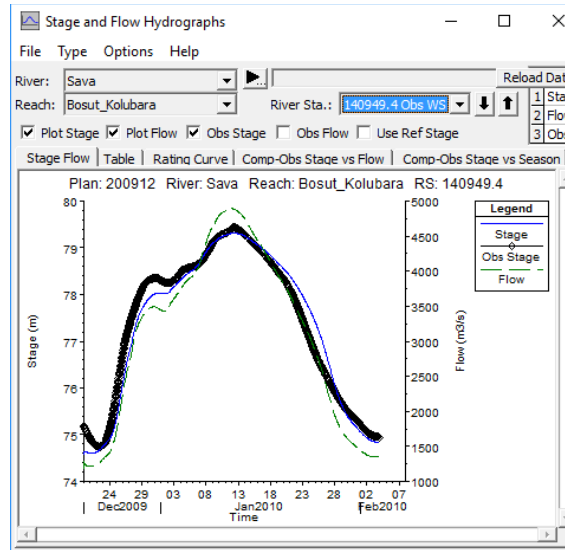 Stage and Flow Hydrographs
File Type Options Help
River: Sava Reload Dat
Reach: Bosut_Kolubara River Sta.: 140949.4 Obs WS 1 Sta
Plot Stage Plot Flow Obs Stage Obs Flow Use Ref Stage 2 Flo
3 Obs
Stage Flow Table Rating Curve Comp-Obs Stage vs Flow Comp-Obs Stage vs Season
Plan: 200912 River: Sava Reach: Bosut_Kolubara RS: 140949.4
80
79
78
77
76
75
74
Stage (m)
5000
4500
4000
3500
3000
2500
2000
1500
1000
Flow (m3/s)
Legend
Stage
Obs Stage
Flow
24 29 03 08 13 18 23 28 02 07
Dec2009 Jan2010 Feb2010
Time